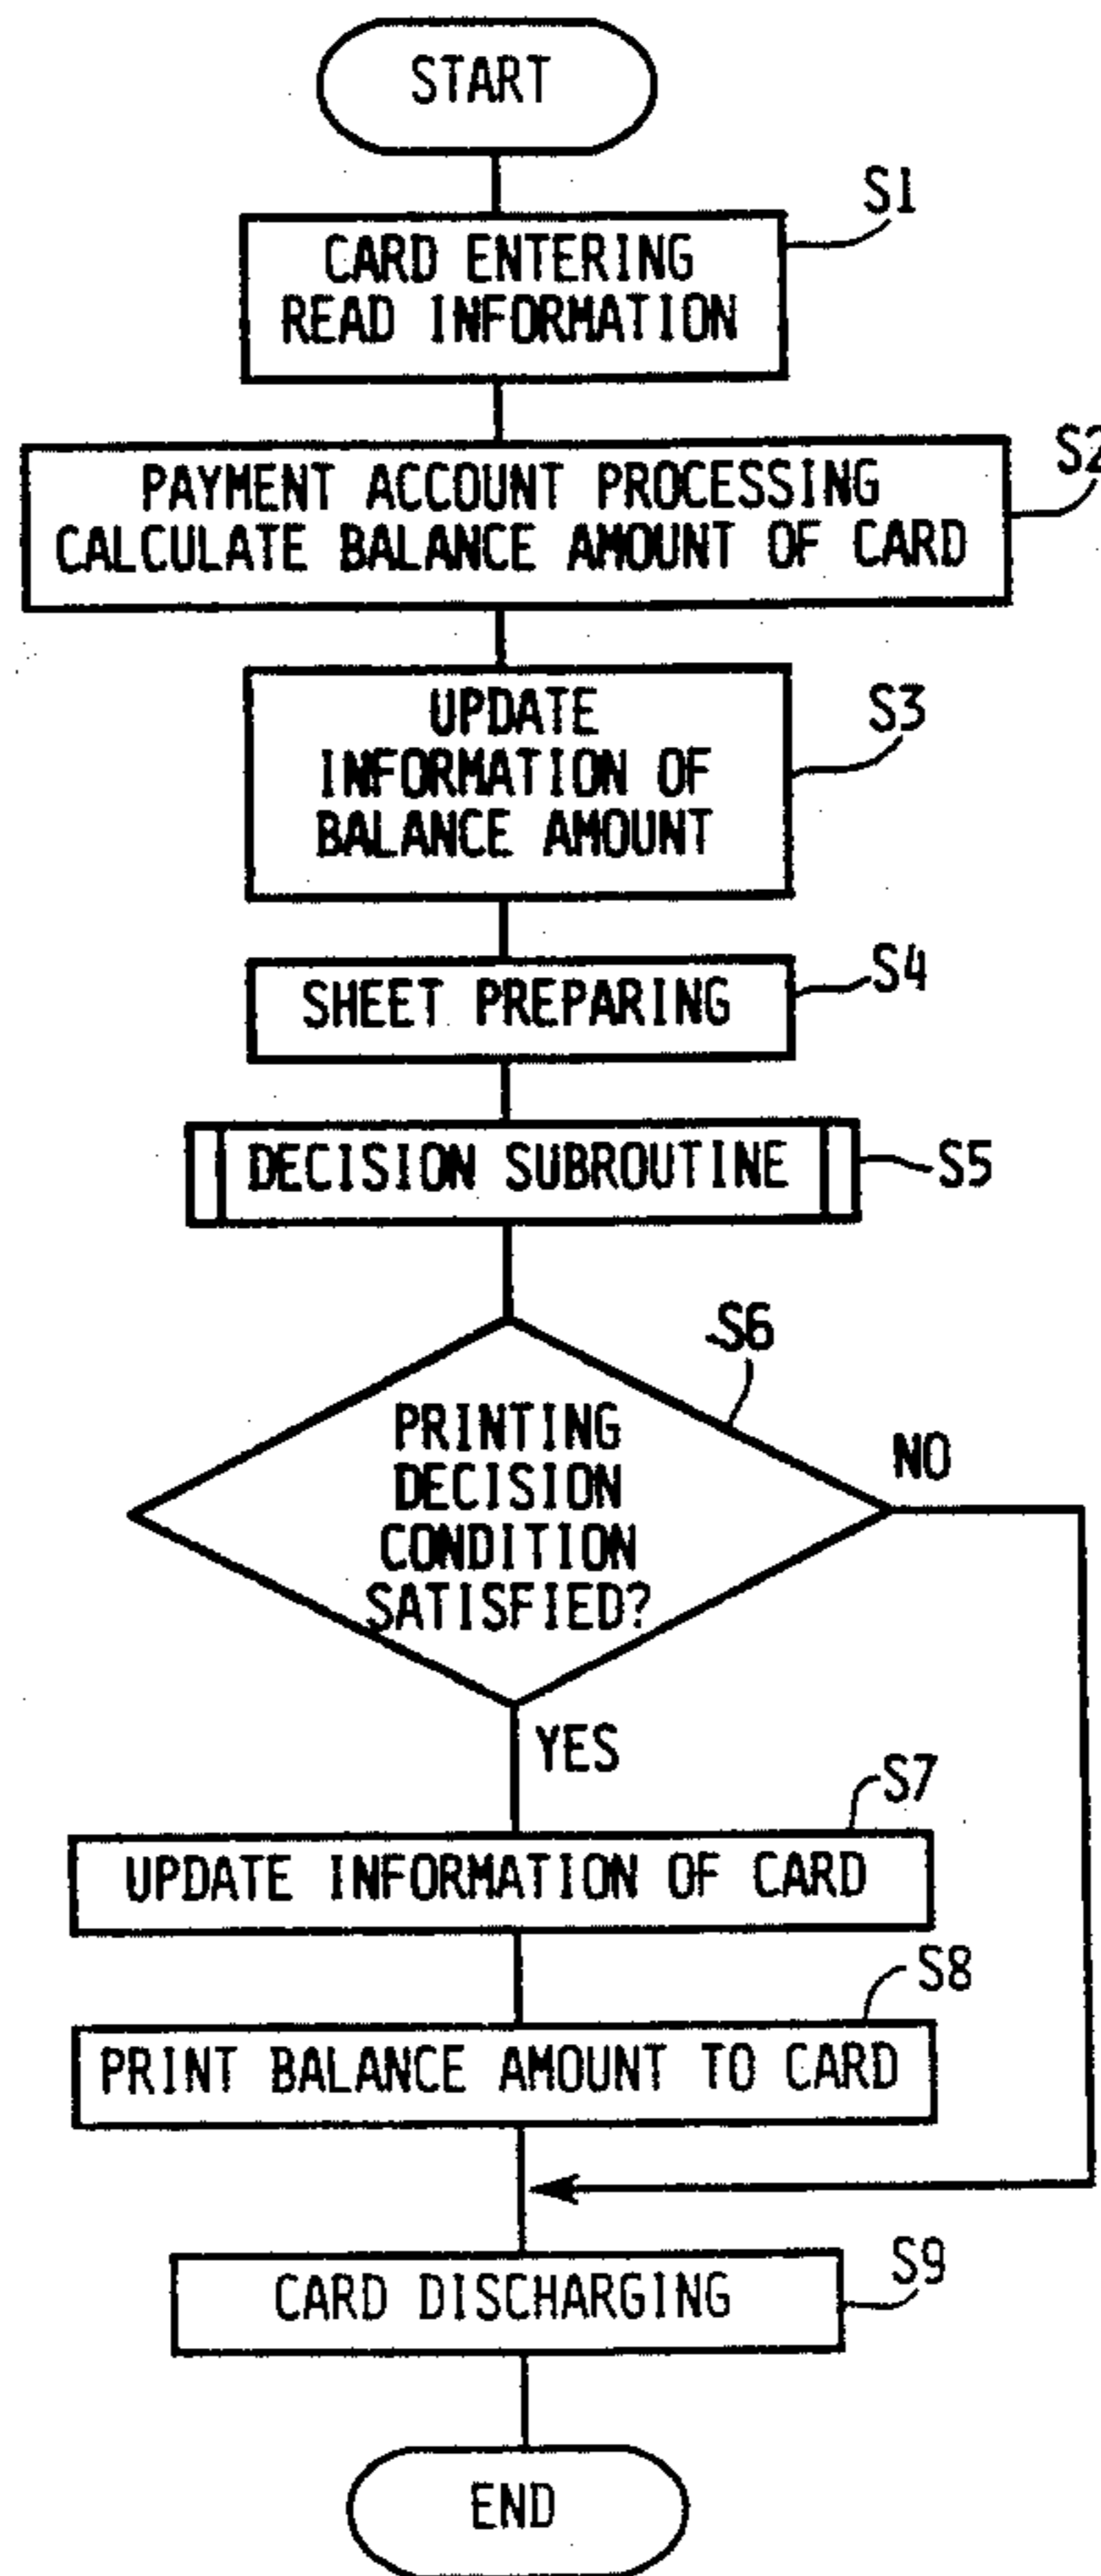 START
S1
CARD ENTERING
READ INFORMATION
S2
PAYMENT ACCOUNT PROCESSING
CALCULATE BALANCE AMOUNT OF CARD
S3
UPDATE
INFORMATION OF
BALANCE AMOUNT
S4
SHEET PREPARING
DECISION SUBROUTINE
S5
S6
PRINTING
DECISION
CONDITION
SATISFIED?
NO
YES
S7
UPDATE INFORMATION OF CARD
S8
PRINT BALANCE AMOUNT TO CARD
S9
CARD DISCHARGING
END